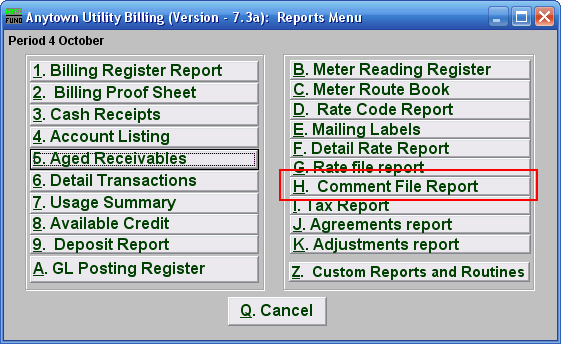 Anytown Utility Billing (Version - 7.3a): Reports Menu
Period 4 October
1. Billing Register Report
2. Billing Proof Sheet
3. Cash Receipts
4. Account Listing
5. Aged Receivables
6. Detail Transactions
7. Usage Summary
8. Available Credit
9. Deposit Report
A. GL Posting Register
B. Meter Reading Register
C. Meter Route Book
D. Rate Code Report
E. Mailing Labels
F. Detail Rate Report
G. Rate file report
H. Comment File Report
I. Tax Report
J. Agreements report
K. Adjustments report
Z. Custom Reports and Routines
Q. Cancel